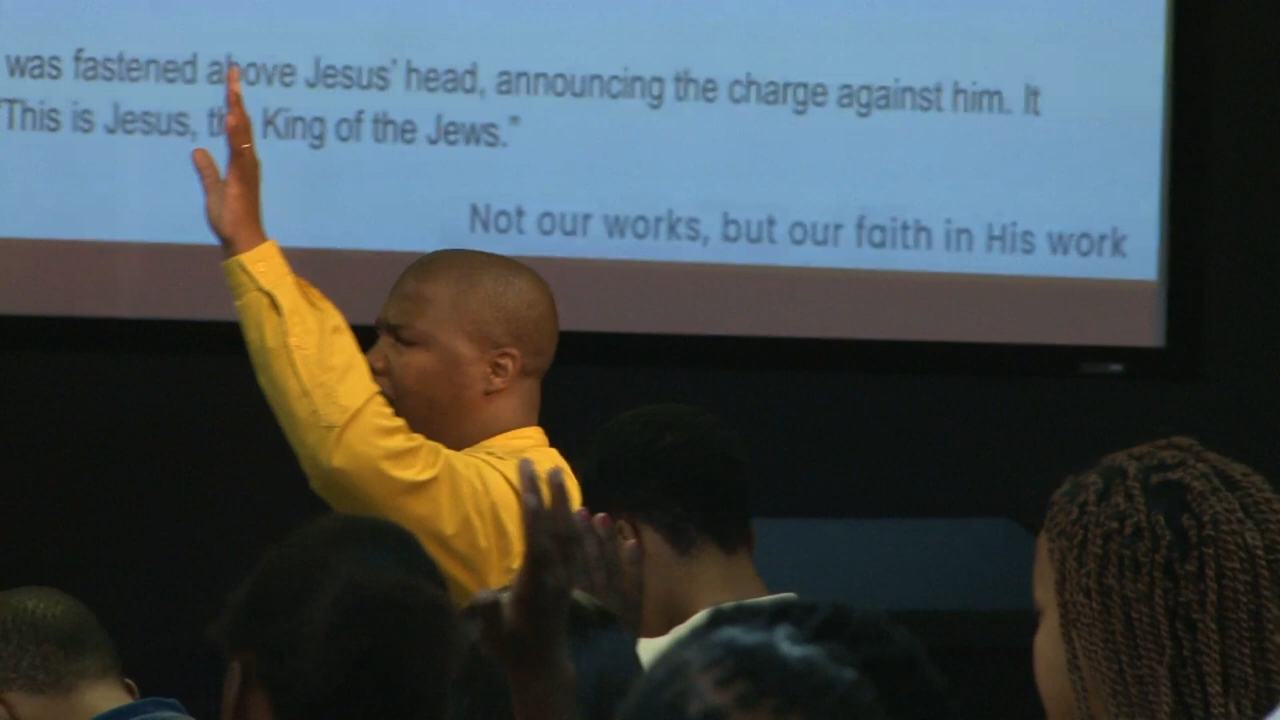 was fastened above Jesus' head, announcing the charge against him. It
"This is Jesus, the King of the Jews."
Not our works, but our faith in His work